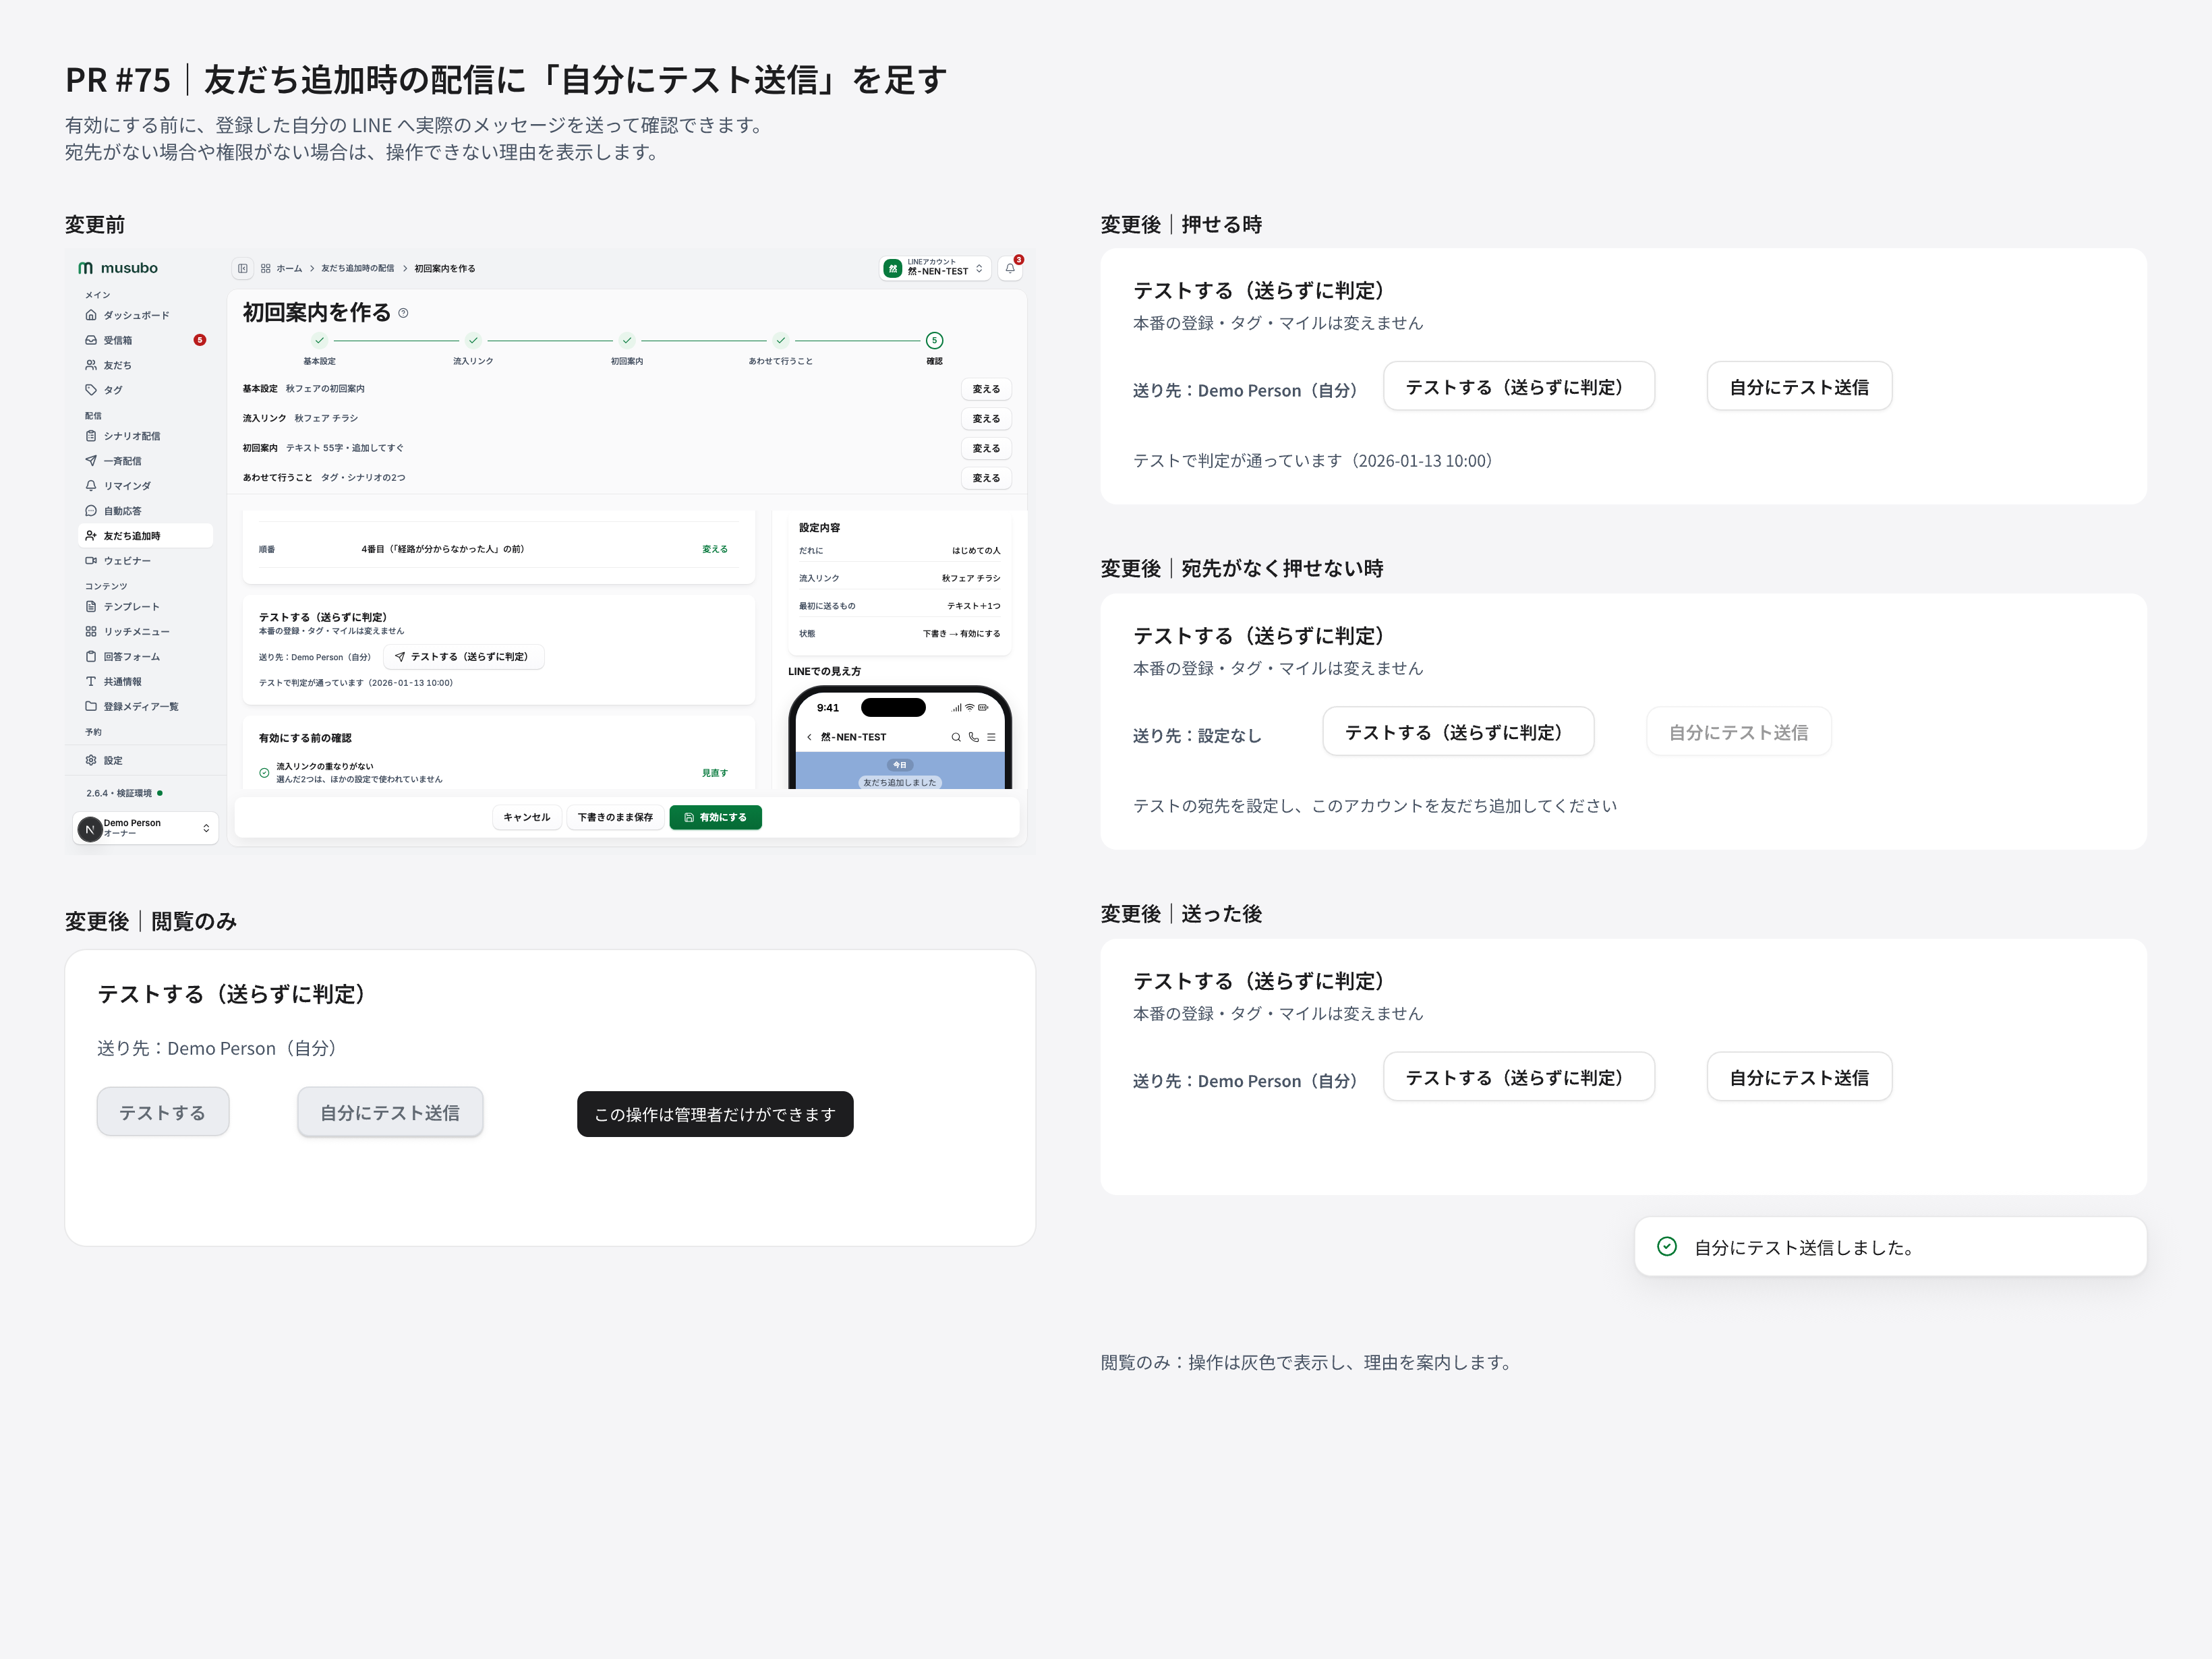 PR #75｜友だち追加時の配信に「自分にテスト送信」を足す
有効にする前に、登録した自分の LINE へ実際のメッセージを送って確認できます。
宛先がない場合や権限がない場合は、操作できない理由を表示します。
変更前
musubo
メイン
ダッシュボード
受信箱
5
友だち
タグ
配信
シナリオ配信
一斉配信
リマインダ
自動応答
友だち追加時
ウェビナー
コンテンツ
テンプレート
リッチメニュー
回答フォーム
共通情報
登録メディア一覧
予約
設定
2.6.4・検証環境
N
Demo Person
オーナー
ホーム
友だち追加時の配信
初回案内を作る
然
LINEアカウント
然-NEN-TEST
3
初回案内を作る
基本設定
流入リンク
初回案内
あわせて行うこと
5
確認
基本設定 秋フェアの初回案内
変える
流入リンク 秋フェア チラシ
変える
初回案内 テキスト 55字・追加してすぐ
変える
あわせて行うこと タグ・シナリオの2つ
変える
順番
4番目（「経路が分からなかった人」の前）
変える
テストする（送らずに判定）
本番の登録・タグ・マイルは変えません
送り先：Demo Person（自分）
テストする（送らずに判定）
テストで判定が通っています（2026-01-13 10:00）
有効にする前の確認
流入リンクの重なりがない
選んだ2つは、ほかの設定で使われていません
見直す
設定内容
だれに
はじめての人
流入リンク
秋フェア チラシ
最初に送るもの
テキスト＋1つ
状態
下書き → 有効にする
LINEでの見え方
9:41
然-NEN-TEST
今日
友だち追加しました
キャンセル
下書きのまま保存
有効にする
変更後｜閲覧のみ
テストする（送らずに判定）
送り先：Demo Person（自分）
テストする
自分にテスト送信
この操作は管理者だけができます
変更後｜押せる時
テストする（送らずに判定）
本番の登録・タグ・マイルは変えません
送り先：Demo Person（自分）
テストする（送らずに判定）
自分にテスト送信
テストで判定が通っています（2026-01-13 10:00）
変更後｜宛先がなく押せない時
テストする（送らずに判定）
本番の登録・タグ・マイルは変えません
送り先：設定なし
テストする（送らずに判定）
自分にテスト送信
テストの宛先を設定し、このアカウントを友だち追加してください
変更後｜送った後
テストする（送らずに判定）
本番の登録・タグ・マイルは変えません
送り先：Demo Person（自分）
テストする（送らずに判定）
自分にテスト送信
自分にテスト送信しました。
閲覧のみ：操作は灰色で表示し、理由を案内します。